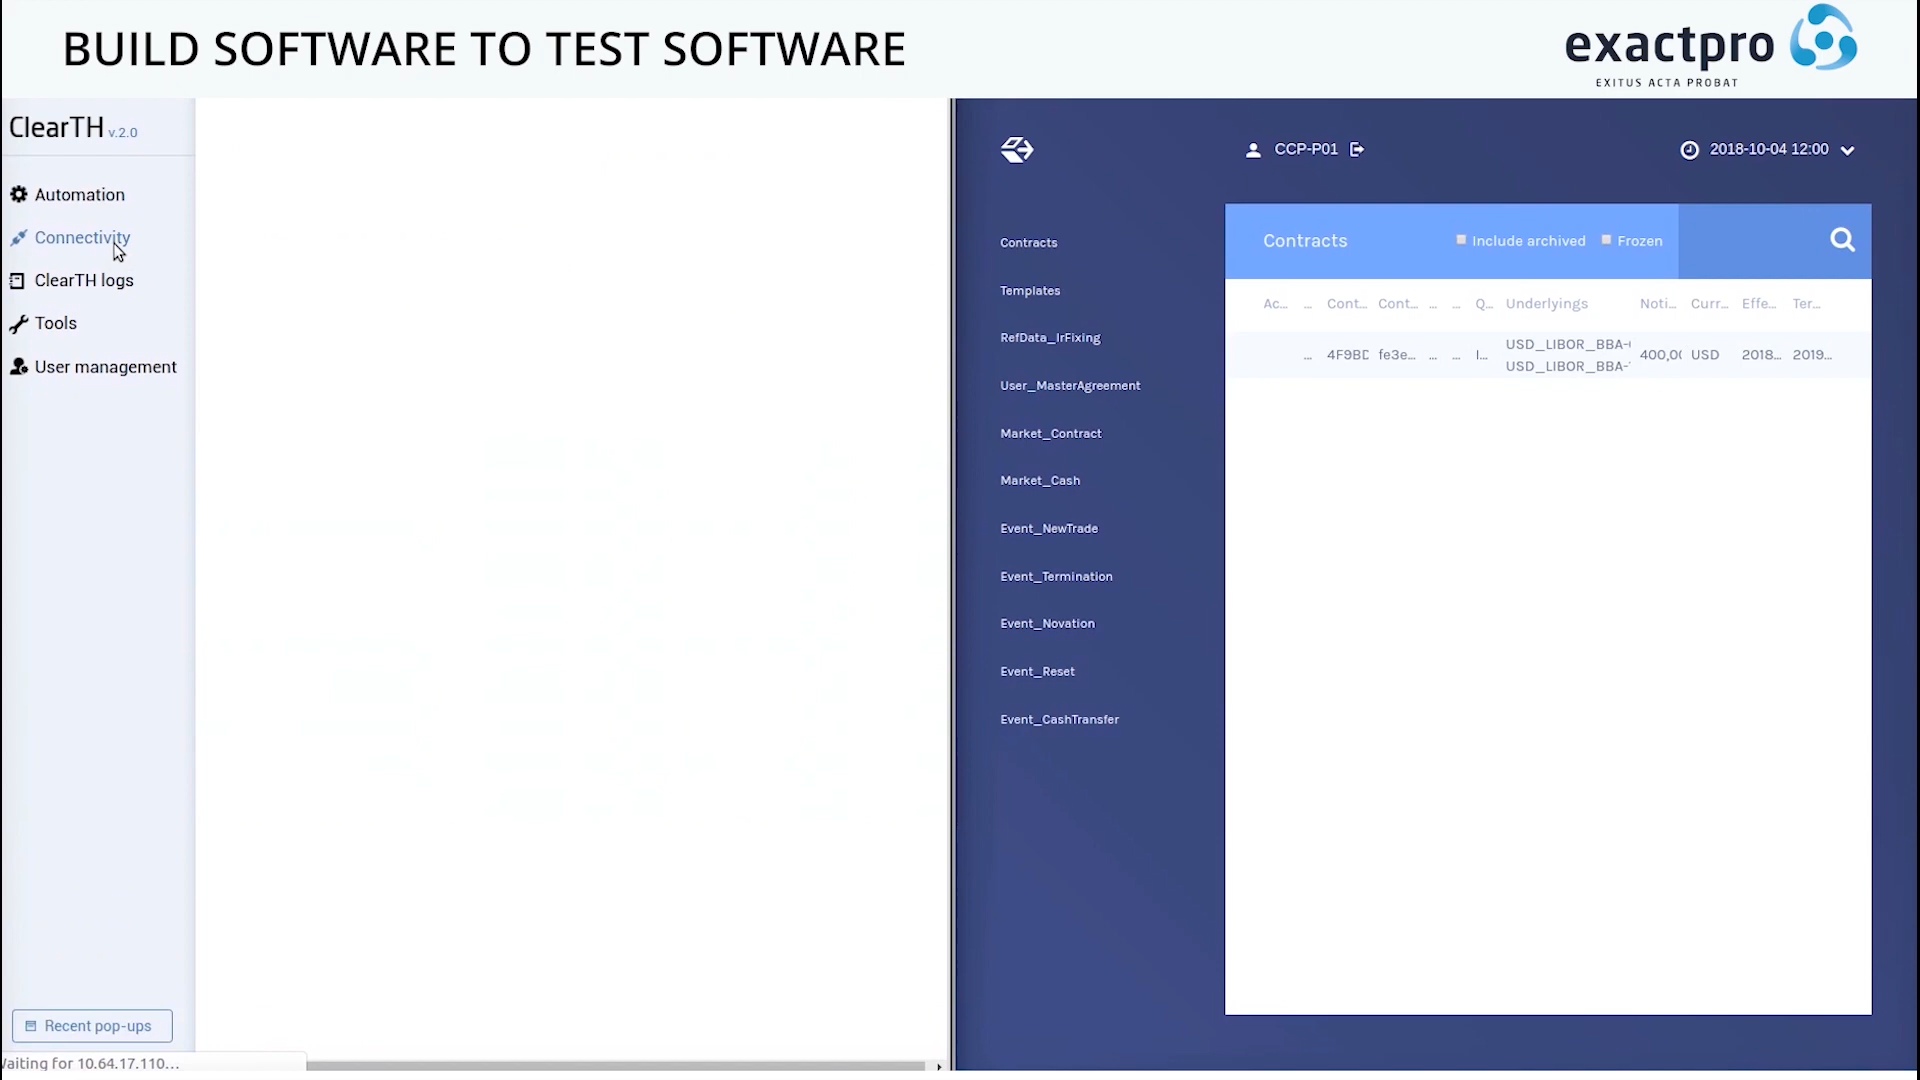 BUILD SOFTWARE TO TEST SOFTWARE
exactpro
EXITUS ACTA PROBAT
ClearTH v.2.0
Automation
Connectivity
ClearTH logs
Tools
User management
Recent pop-ups
Waiting for 10.64.17.110...
CCP-P01
2018-10-04 12:00
Contracts
Templates
RefData_IrFixing
User_MasterAgreement
Market_Contract
Market_Cash
Event_NewTrade
Event_Termination
Event_Novation
Event_Reset
Event_CashTransfer
Contracts Include archived Frozen
Ac... ... Cont... Cont... ... ... Q... Underlyings Noti... Curr... Effe... Ter...
... 4F9BD fe3e... ... ... I... USD_LIBOR_BBA- 400,00 USD 2018... 2019...
USD_LIBOR_BBA-